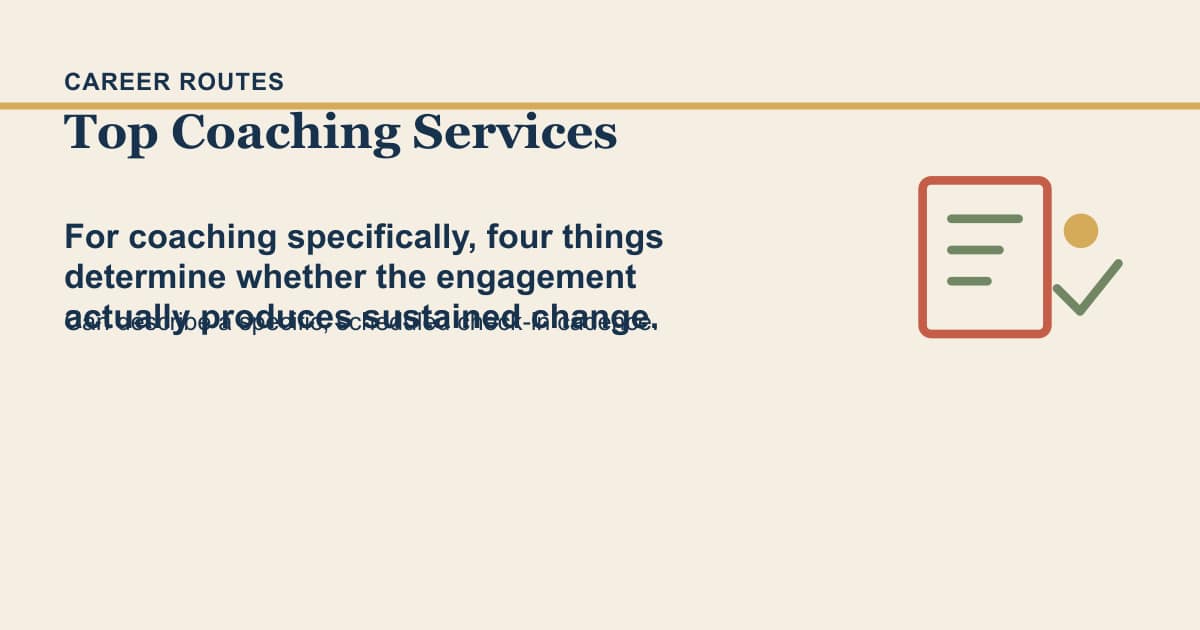 CAREER ROUTES
Top Coaching Services
For coaching specifically, four things
determine whether the engagement
actually produces sustained change.
Can describe a specific, scheduled check-in cadence.